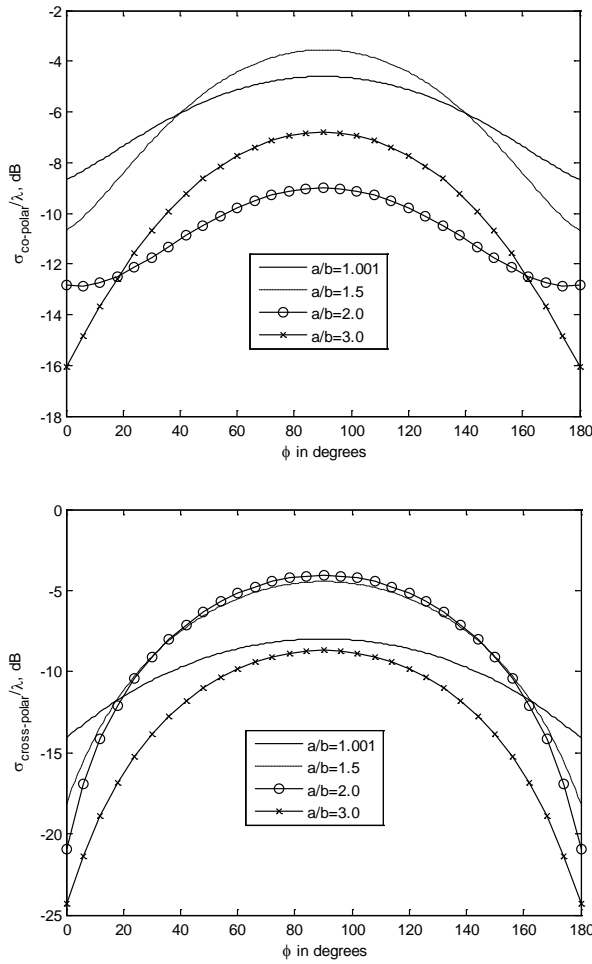 -2
-4
-6
-8
-10
-12
-14
-16
-18
σco-polar/λ, dB
a/b=1.001
a/b=1.5
a/b=2.0
a/b=3.0
0 20 40 60 80 100 120 140 160 180
ϕ in degrees
0
-5
-10
-15
-20
-25
σcross-polar/λ, dB
a/b=1.001
a/b=1.5
a/b=2.0
a/b=3.0
0 20 40 60 80 100 120 140 160 180
ϕ in degrees